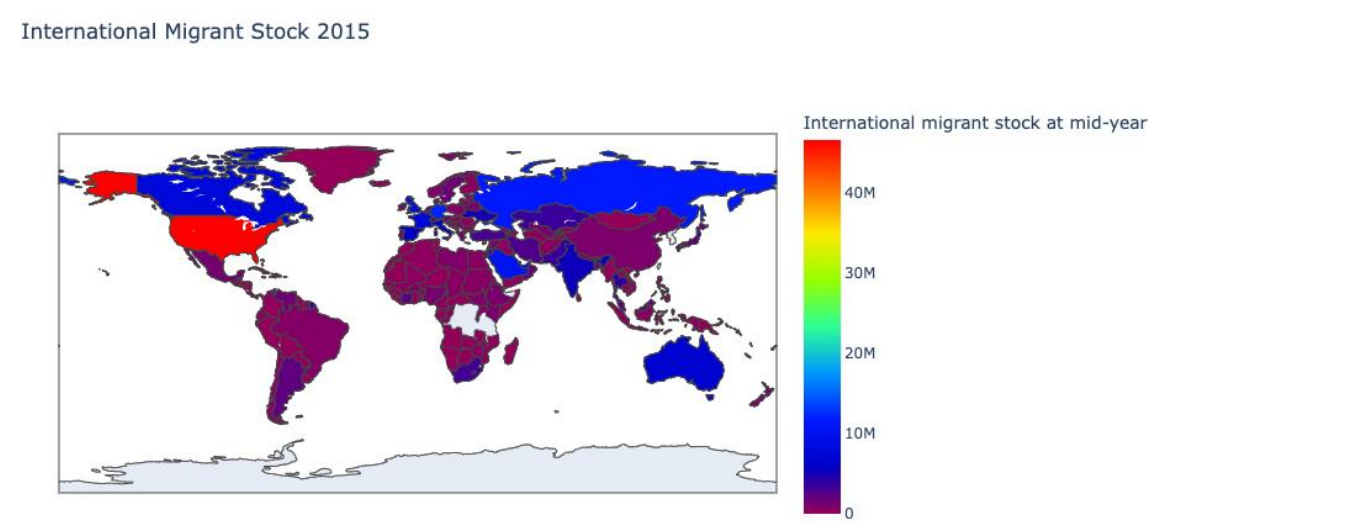 International Migrant Stock 2015
International migrant stock at mid-year
40M
30M
20M
10M
0